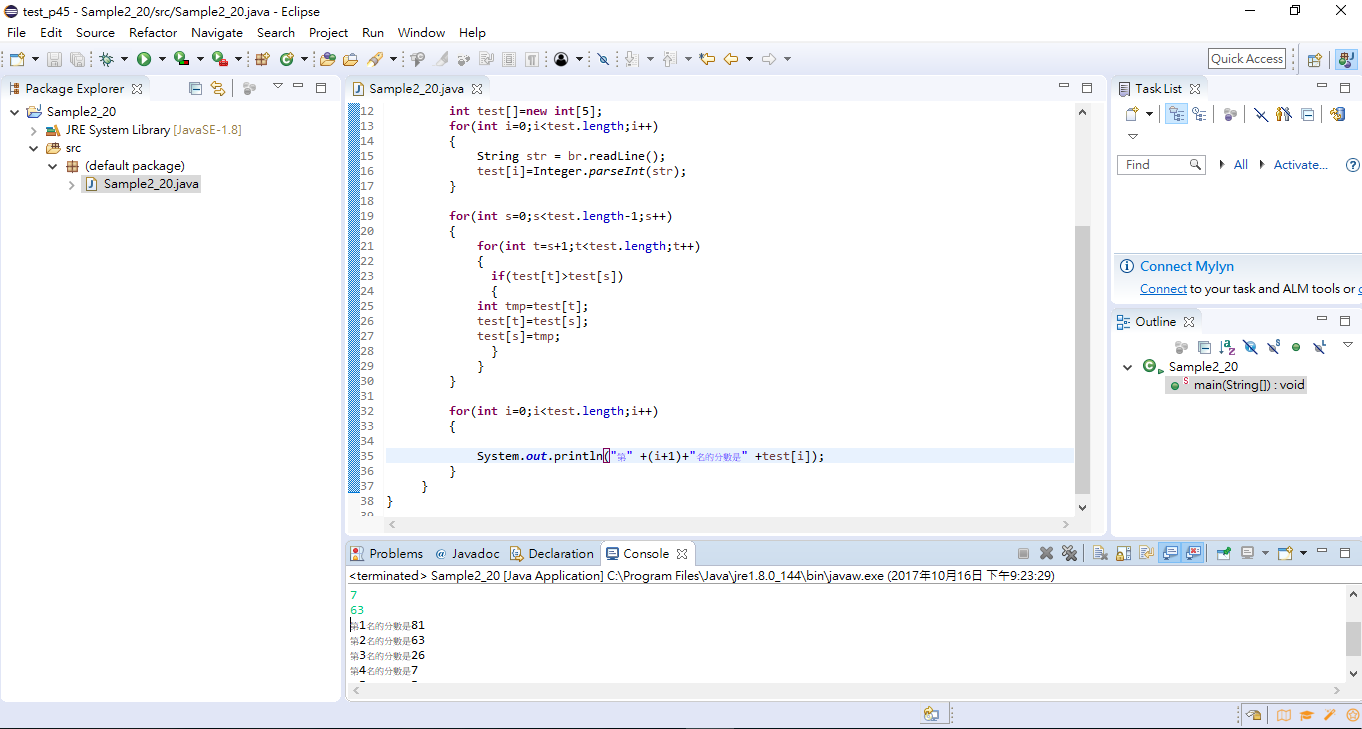 test_p45 - Sample2_20/src/Sample2_20.java - Eclipse
File Edit Source Refactor Navigate Search Project Run Window Help
Quick Access
Package Explorer
Sample2_20
JRE System Library [JavaSE-1.8]
src
(default package)
Sample2_20.java
Sample2_20.java
12 int test[]=new int[5];
13 for(int i=0;i<test.length;i++)
14 {
15 String str = br.readLine();
16 test[i]=Integer.parseInt(str);
17 }
18
19 for(int s=0;s<test.length-1;s++)
20 {
21 for(int t=s+1;t<test.length;t++)
22 {
23 if(test[t]>test[s])
24 {
25 int tmp=test[t];
26 test[t]=test[s];
27 test[s]=tmp;
28 }
29 }
30 }
31
32 for(int i=0;i<test.length;i++)
33 {
34
35 System.out.println("第" +(i+1)+"名的分數是" +test[i]);
36 }
37 }
38 }
39
Task List
Find All Activate...
Connect Mylyn
Connect to your task and ALM tools or
Outline
Sample2_20
main(String[]) : void
Problems @ Javadoc Declaration Console
<terminated> Sample2_20 [Java Application] C:\Program Files\Java\jre1.8.0_144\bin\javaw.exe (2017年10月16日 下午9:23:29)
7
63
第1名的分數是81
第2名的分數是63
第3名的分數是26
第4名的分數是7